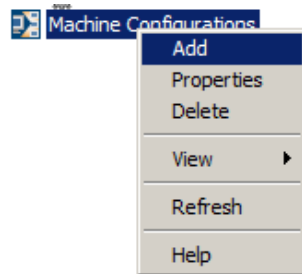 Machine Configurations
Add
Properties
Delete
View
Refresh
Help